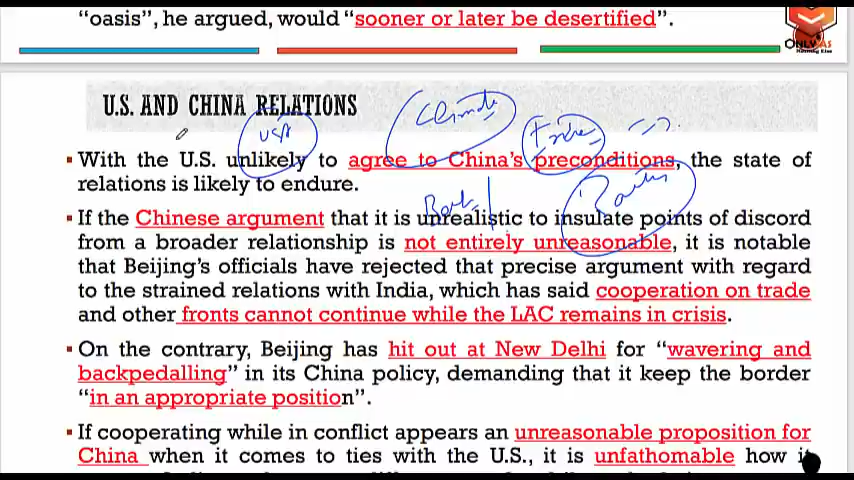 "oasis", he argued, would "sooner or later be desertified".
U.S. AND CHINA RELATIONS
Climate
USA
▪ With the U.S. unlikely to agree to China's preconditions, the state of
relations is likely to endure.
▪ If the Chinese argument that it is unrealistic to insulate points of discord
from a broader relationship is not entirely unreasonable, it is notable
that Beijing's officials have rejected that precise argument with regard
to the strained relations with India, which has said cooperation on trade
and other fronts cannot continue while the LAC remains in crisis.
▪ On the contrary, Beijing has hit out at New Delhi for "wavering and
backpedalling" in its China policy, demanding that it keep the border
"in an appropriate position".
▪ If cooperating while in conflict appears an unreasonable proposition for
China when it comes to ties with the U.S., it is unfathomable how it